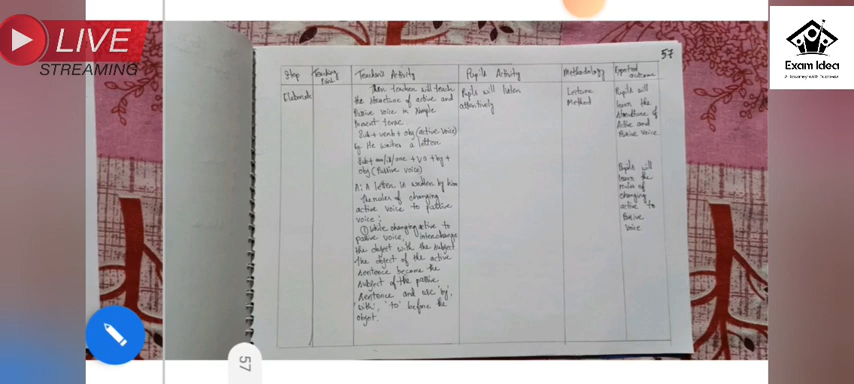 LIVE
STREAMING
Exam Idea
A Journey with Success
57
Step
Teaching
Teacher's Activity
Pupil's Activity
Methodology
Expected
outcome
Elaborate
Then teacher will teach
the structure of active and
Passive voice in simple
Present tense.
Sub + verb + obj (active voice)
He writes a letter
Sub + am/is/are + v3 + by +
obj (Passive voice)
A: A letter is written by him
The rules of changing
active voice to passive
voice:
① While changing active to
passive voice, interchange
the object with the subject
The object of the active
sentence become the
subject of the passive
sentence and use 'by',
'with', 'to' before the
object.
Pupils will listen
attentively
Lecture
Method
Pupils will
learn the
structure of
Active and
Passive voice
Pupils will
learn the
rules of
changing
active to
Passive
Voice
57